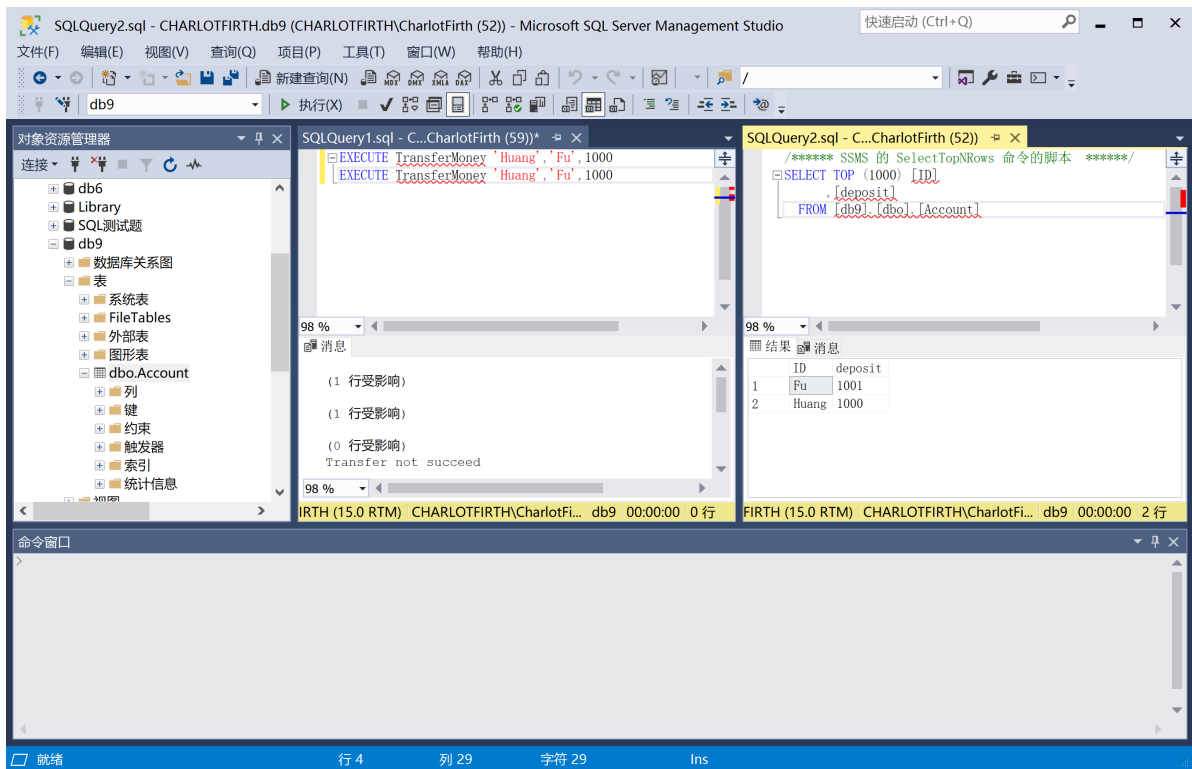 SQLQuery2.sql - CHARLOTFIRTH.db9 (CHARLOTFIRTH\CharlotFirth (52)) - Microsoft SQL Server Management Studio
快速启动 (Ctrl+Q)
文件(F) 编辑(E) 视图(V) 查询(Q) 项目(P) 工具(T) 窗口(W) 帮助(H)
新建查询(N) MDX DMX XMLA DAX /
db9 执行(X)
对象资源管理器
连接
db6
Library
SQL测试题
db9
数据库关系图
表
系统表
FileTables
外部表
图形表
dbo.Account
列
键
约束
触发器
索引
统计信息
视图
SQLQuery1.sql - C...CharlotFirth (59))*
EXECUTE TransferMoney 'Huang','Fu',1000
EXECUTE TransferMoney 'Huang','Fu',1000
98 %
消息
(1 行受影响)
(1 行受影响)
(0 行受影响)
Transfer not succeed
98 %
IRTH (15.0 RTM) CHARLOTFIRTH\CharlotFi... db9 00:00:00 0 行
SQLQuery2.sql - C...CharlotFirth (52))
/****** SSMS 的 SelectTopNRows 命令的脚本 ******/
SELECT TOP (1000) [ID]
,[deposit]
FROM [db9].[dbo].[Account]
98 %
结果 消息
ID deposit
1 Fu 1001
2 Huang 1000
FIRTH (15.0 RTM) CHARLOTFIRTH\CharlotFi... db9 00:00:00 2 行
命令窗口
>
就绪 行 4 列 29 字符 29 Ins